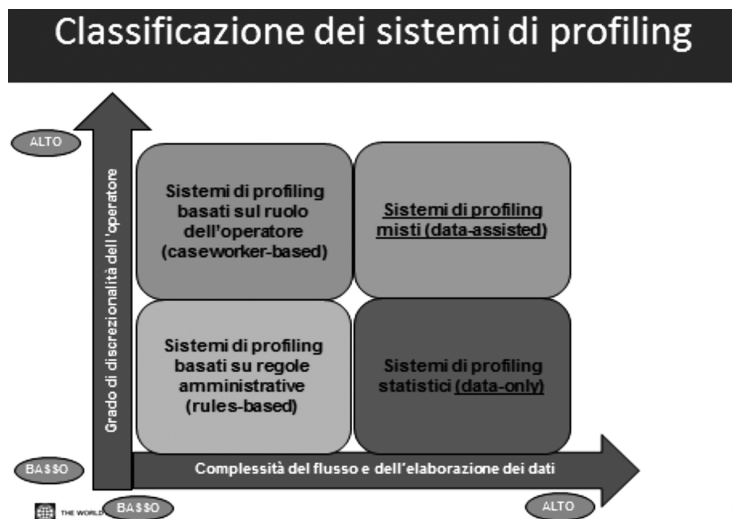 Classificazione dei sistemi di profiling
ALTO
Grado di discrezionalità dell'operatore
Sistemi di profiling
basati sul ruolo
dell'operatore
(caseworker-based)
Sistemi di profiling
misti (data-assisted)
Sistemi di profiling
basati su regole
amministrative
(rules-based)
Sistemi di profiling
statistici (data-only)
BASSO
Complessità del flusso e dell'elaborazione dei dati
THE WORLD
BASSO
ALTO